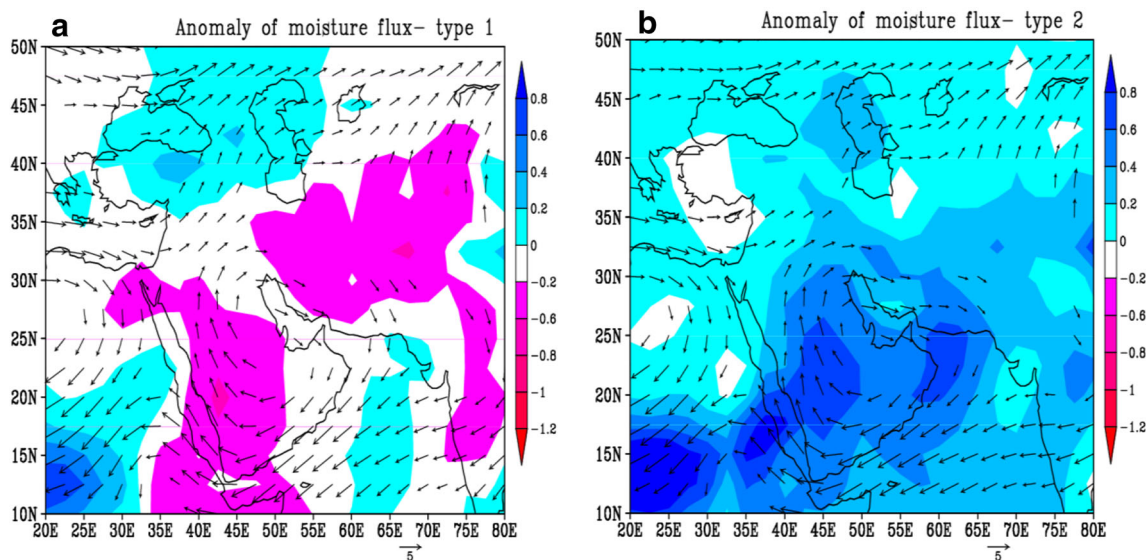 a
Anomaly of moisture flux- type 1
50N
45N
40N
35N
30N
25N
20N
15N
10N
20E 25E 30E 35E 40E 45E 50E 55E 60E 65E 70E 75E 80E
5
0.8
0.6
0.4
0.2
0
-0.2
-0.6
-0.8
-1
-1.2
b
Anomaly of moisture flux- type 2
50N
45N
40N
35N
30N
25N
20N
15N
10N
20E 25E 30E 35E 40E 45E 50E 55E 60E 65E 70E 75E 80E
5
0.8
0.6
0.4
0.2
0
-0.2
-0.6
-0.8
-1
-1.2